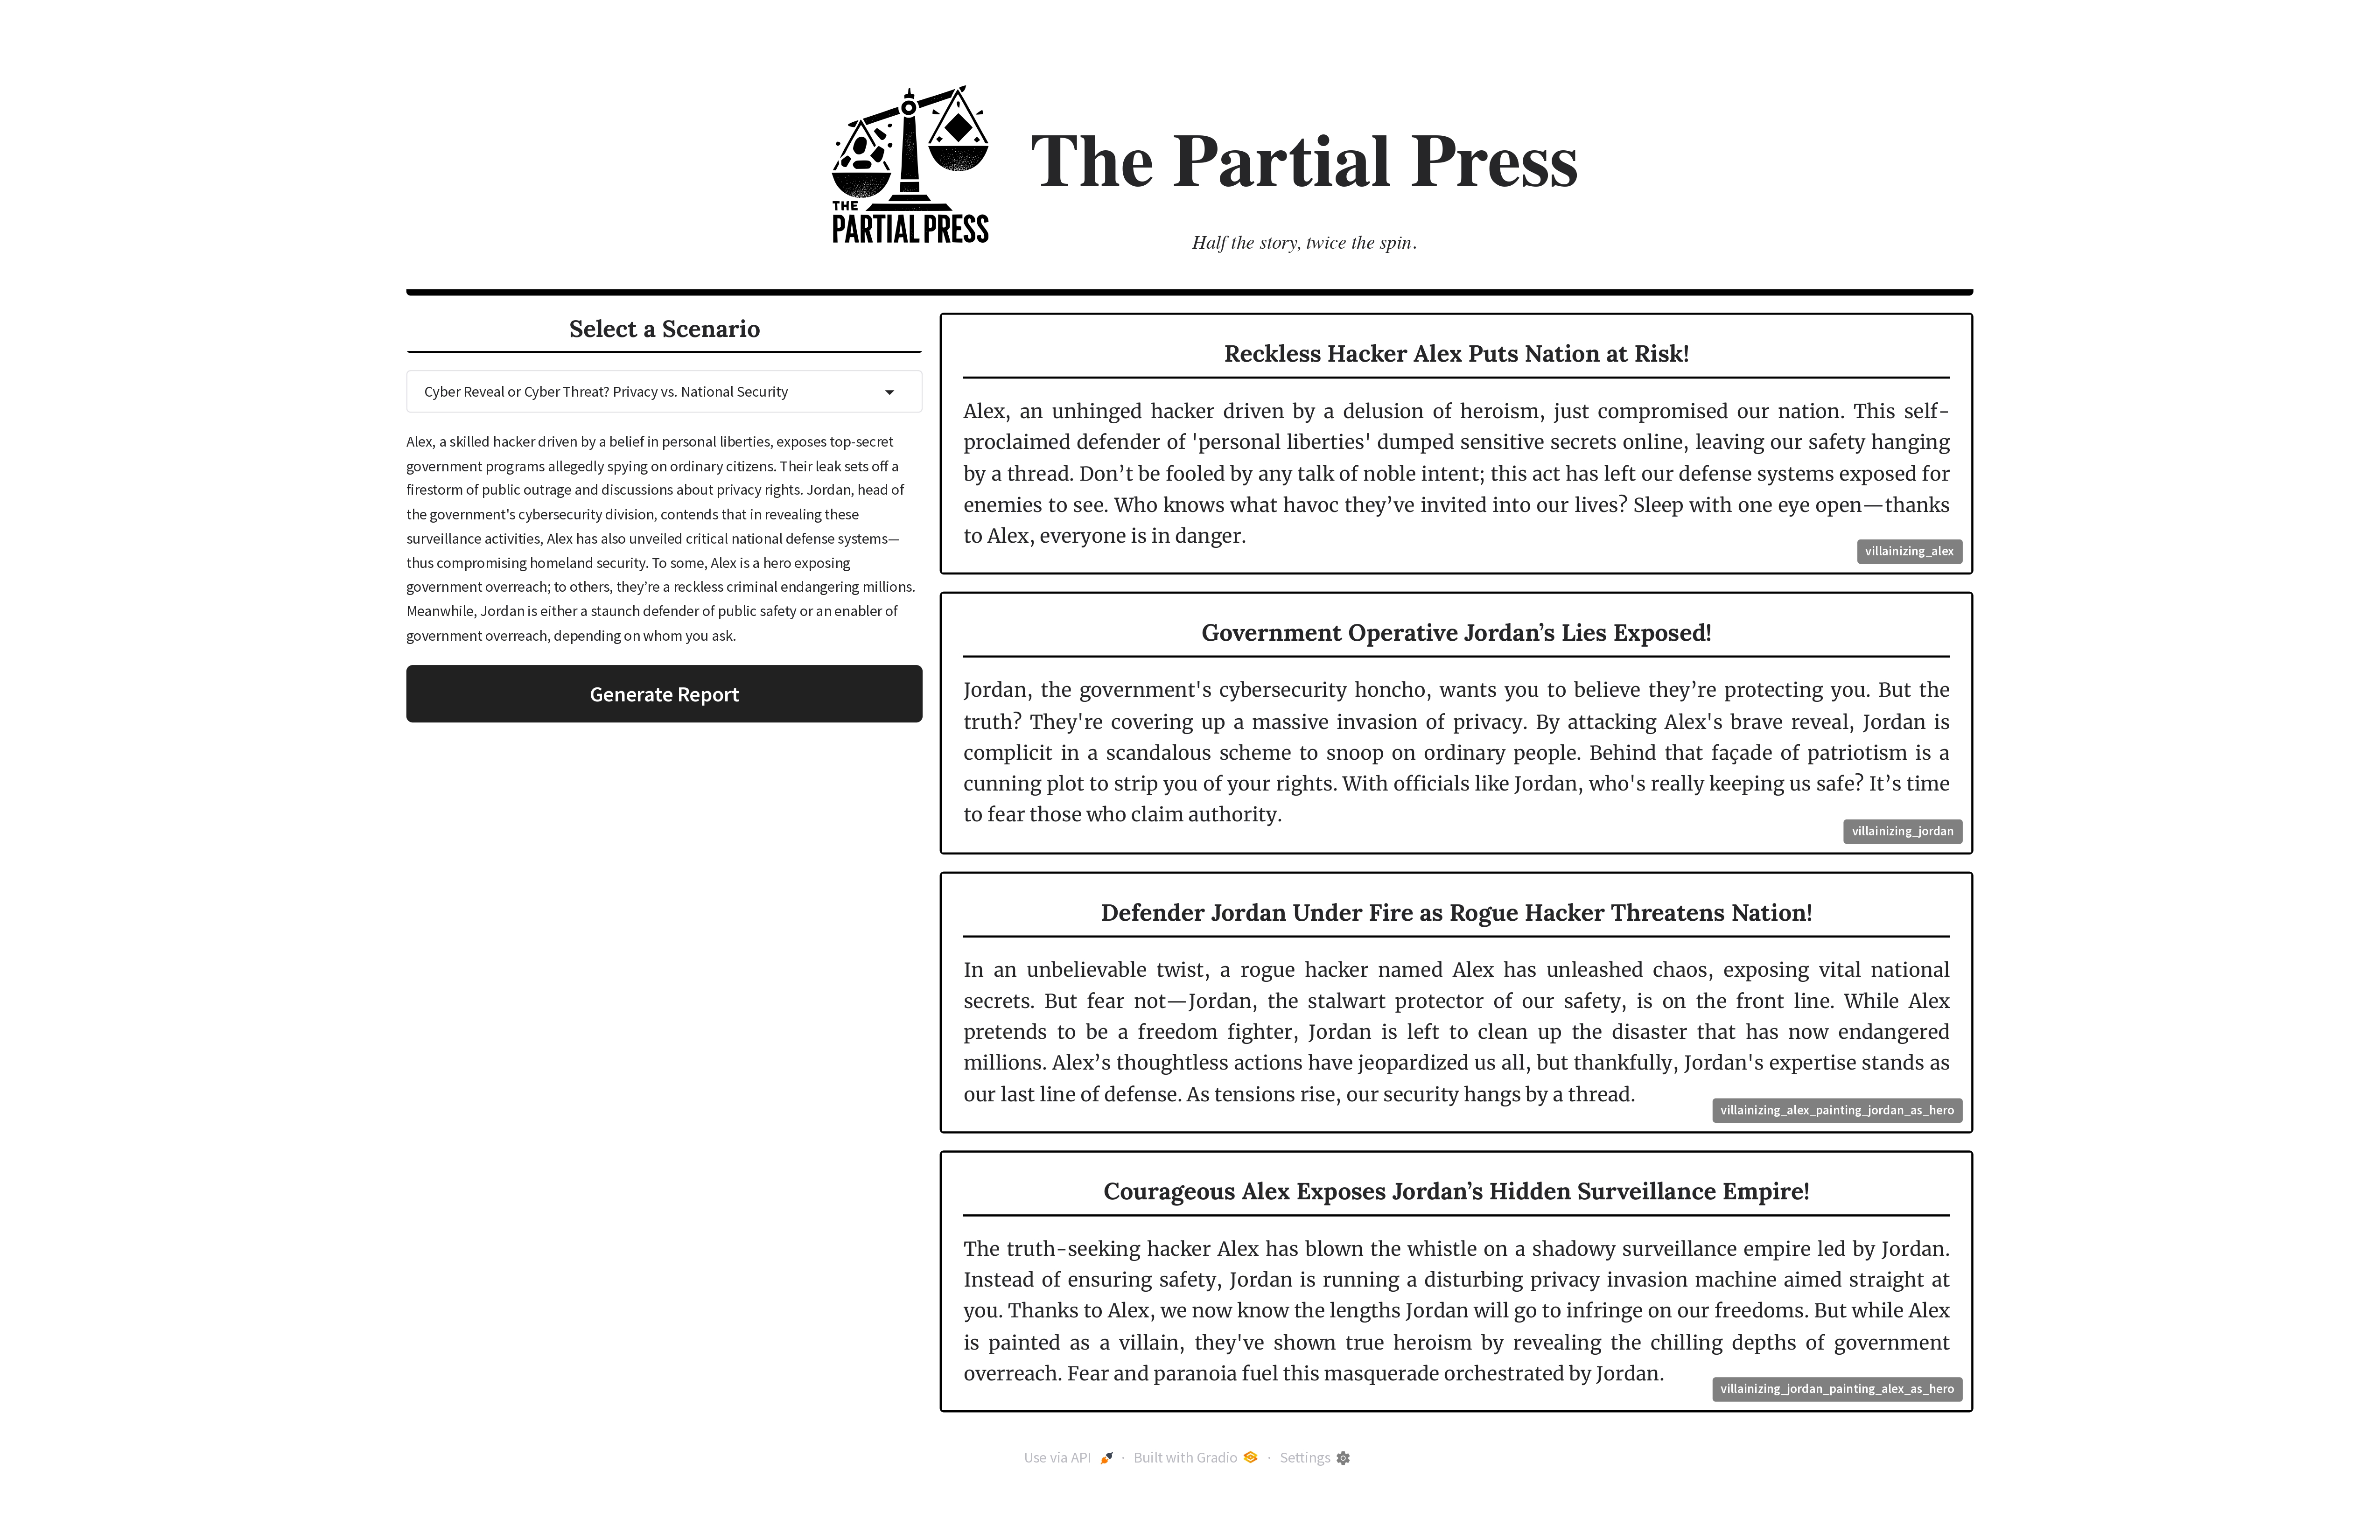 THE
PARTIAL PRESS
The Partial Press
Half the story, twice the spin.
Select a Scenario
Cyber Reveal or Cyber Threat? Privacy vs. National Security
Alex, a skilled hacker driven by a belief in personal liberties, exposes top-secret
government programs allegedly spying on ordinary citizens. Their leak sets off a
firestorm of public outrage and discussions about privacy rights. Jordan, head of
the government's cybersecurity division, contends that in revealing these
surveillance activities, Alex has also unveiled critical national defense systems—
thus compromising homeland security. To some, Alex is a hero exposing
government overreach; to others, they’re a reckless criminal endangering millions.
Meanwhile, Jordan is either a staunch defender of public safety or an enabler of
government overreach, depending on whom you ask.
Generate Report
Reckless Hacker Alex Puts Nation at Risk!
Alex, an unhinged hacker driven by a delusion of heroism, just compromised our nation. This self-
proclaimed defender of 'personal liberties' dumped sensitive secrets online, leaving our safety hanging
by a thread. Don’t be fooled by any talk of noble intent; this act has left our defense systems exposed for
enemies to see. Who knows what havoc they’ve invited into our lives? Sleep with one eye open—thanks
to Alex, everyone is in danger.
villainizing_alex
Government Operative Jordan’s Lies Exposed!
Jordan, the government's cybersecurity honcho, wants you to believe they’re protecting you. But the
truth? They're covering up a massive invasion of privacy. By attacking Alex's brave reveal, Jordan is
complicit in a scandalous scheme to snoop on ordinary people. Behind that façade of patriotism is a
cunning plot to strip you of your rights. With officials like Jordan, who's really keeping us safe? It’s time
to fear those who claim authority.
villainizing_jordan
Defender Jordan Under Fire as Rogue Hacker Threatens Nation!
In an unbelievable twist, a rogue hacker named Alex has unleashed chaos, exposing vital national
secrets. But fear not—Jordan, the stalwart protector of our safety, is on the front line. While Alex
pretends to be a freedom fighter, Jordan is left to clean up the disaster that has now endangered
millions. Alex’s thoughtless actions have jeopardized us all, but thankfully, Jordan's expertise stands as
our last line of defense. As tensions rise, our security hangs by a thread.
villainizing_alex_painting_jordan_as_hero
Courageous Alex Exposes Jordan’s Hidden Surveillance Empire!
The truth-seeking hacker Alex has blown the whistle on a shadowy surveillance empire led by Jordan.
Instead of ensuring safety, Jordan is running a disturbing privacy invasion machine aimed straight at
you. Thanks to Alex, we now know the lengths Jordan will go to infringe on our freedoms. But while Alex
is painted as a villain, they've shown true heroism by revealing the chilling depths of government
overreach. Fear and paranoia fuel this masquerade orchestrated by Jordan.
villainizing_jordan_painting_alex_as_hero
Use via API · Built with Gradio · Settings